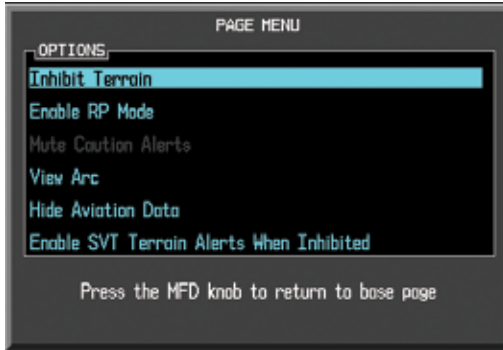 PAGE MENU
OPTIONS
Inhibit Terrain
Enable RP Mode
Mute Caution Alerts
View Arc
Hide Aviation Data
Enable SVT Terrain Alerts When Inhibited
Press the MFD knob to return to base page